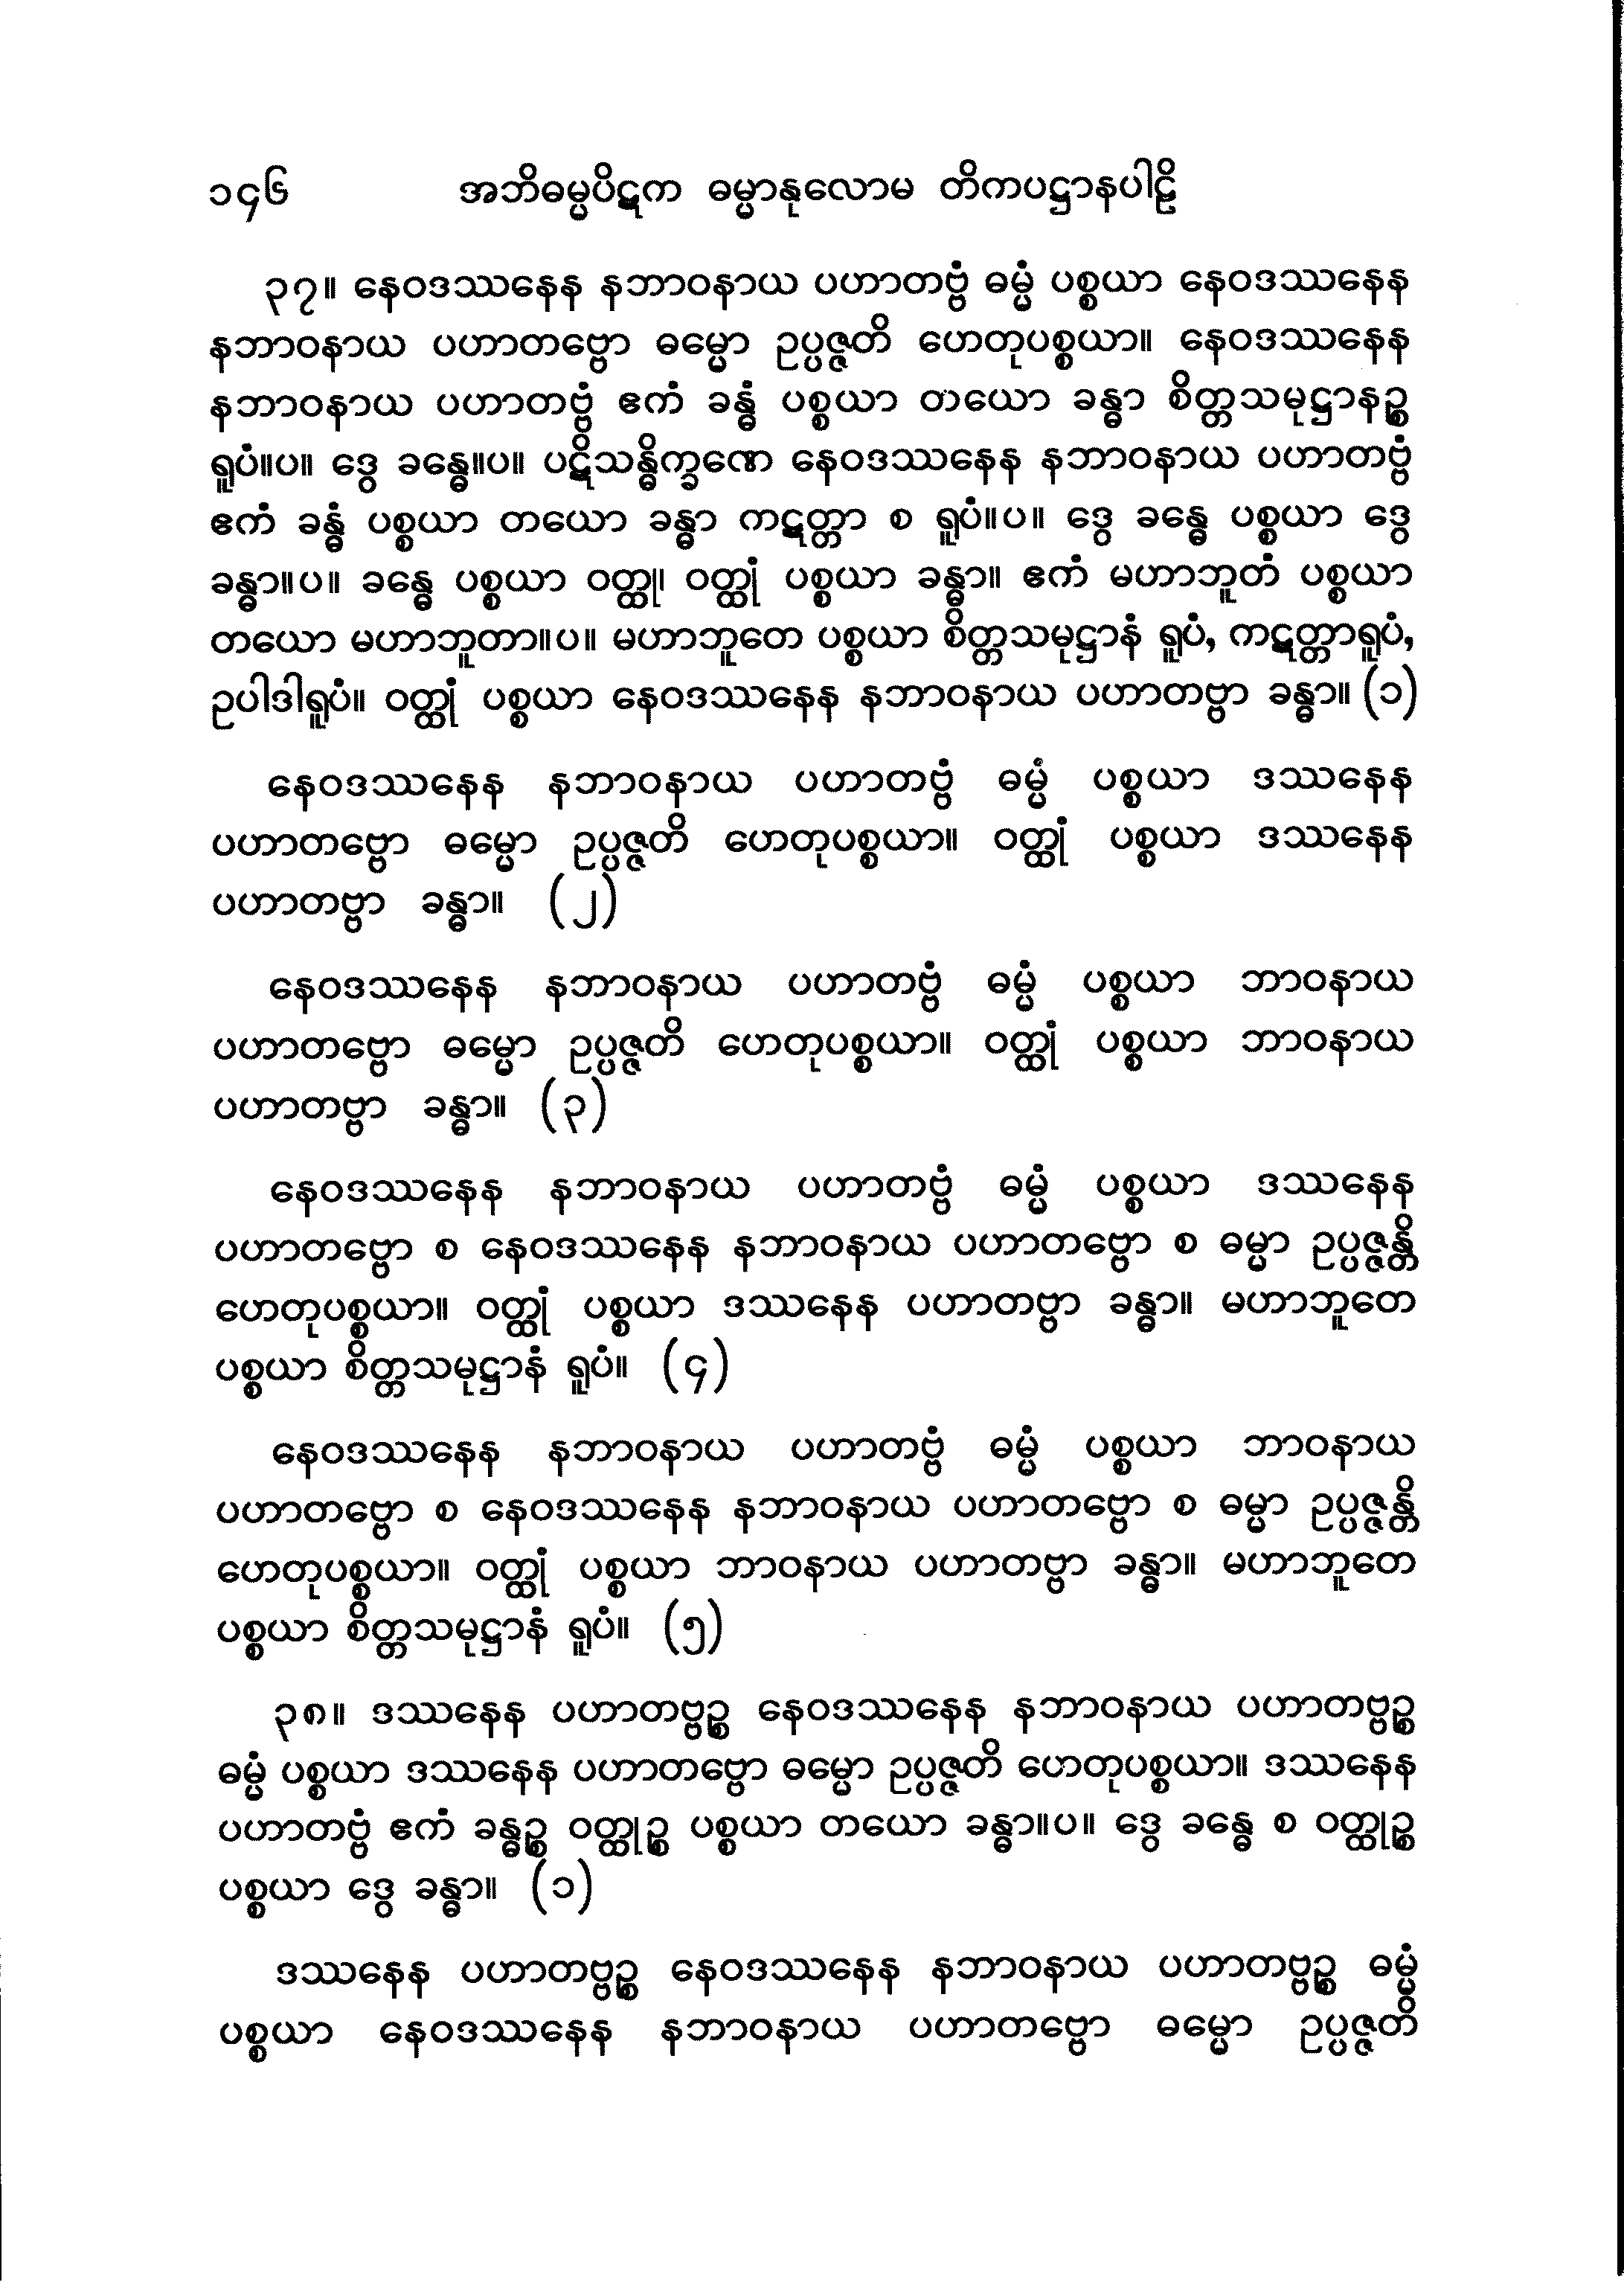 ၁၄၆ အဘိဓမ္မပိဋက ဓမ္မာနုလောမ တိကပဋ္ဌာနပါဠိ
၃၇။ နေဝဒဿနေန နဘာဝနာယ ပဟာတဗ္ဗံ ဓမ္မံ ပစ္စယာ နေဝဒဿနေန
နဘာဝနာယ ပဟာတဗ္ဗော ဓမ္မော ဥပ္ပဇ္ဇတိ ဟေတုပစ္စယာ။ နေဝဒဿနေန
နဘာဝနာယ ပဟာတဗ္ဗံ ဧကံ ခန္ဓံ ပစ္စယာ တယော ခန္ဓာ စိတ္တသမုဋ္ဌာနဉ္စ
ရူပံ။ပ။ ဒွေ ခန္ဓေ။ပ။ ပဋိသန္ဓိက္ခဏေ နေဝဒဿနေန နဘာဝနာယ ပဟာတဗ္ဗံ
ဧကံ ခန္ဓံ ပစ္စယာ တယော ခန္ဓာ ကဋတ္တာ စ ရူပံ။ပ။ ဒွေ ခန္ဓေ ပစ္စယာ ဒွေ
ခန္ဓာ။ပ။ ခန္ဓေ ပစ္စယာ ဝတ္ထု၊ ဝတ္ထုံ ပစ္စယာ ခန္ဓာ။ ဧကံ မဟာဘူတံ ပစ္စယာ
တယော မဟာဘူတာ။ပ။ မဟာဘူတေ ပစ္စယာ စိတ္တသမုဋ္ဌာနံ ရူပံ, ကဋတ္တာရူပံ,
ဥပါဒါရူပံ။ ဝတ္ထုံ ပစ္စယာ နေဝဒဿနေန နဘာဝနာယ ပဟာတဗ္ဗာ ခန္ဓာ။ (၁)
နေဝဒဿနေန နဘာဝနာယ ပဟာတဗ္ဗံ ဓမ္မံ ပစ္စယာ ဒဿနေန
ပဟာတဗ္ဗော ဓမ္မော ဥပ္ပဇ္ဇတိ ဟေတုပစ္စယာ။ ဝတ္ထုံ ပစ္စယာ ဒဿနေန
ပဟာတဗ္ဗာ ခန္ဓာ။ (၂)
နေဝဒဿနေန နဘာဝနာယ ပဟာတဗ္ဗံ ဓမ္မံ ပစ္စယာ ဘာဝနာယ
ပဟာတဗ္ဗော ဓမ္မော ဥပ္ပဇ္ဇတိ ဟေတုပစ္စယာ။ ဝတ္ထုံ ပစ္စယာ ဘာဝနာယ
ပဟာတဗ္ဗာ ခန္ဓာ။ (၃)
နေဝဒဿနေန နဘာဝနာယ ပဟာတဗ္ဗံ ဓမ္မံ ပစ္စယာ ဒဿနေန
ပဟာတဗ္ဗော စ နေဝဒဿနေန နဘာဝနာယ ပဟာတဗ္ဗော စ ဓမ္မာ ဥပ္ပဇ္ဇန္တိ
ဟေတုပစ္စယာ။ ဝတ္ထုံ ပစ္စယာ ဒဿနေန ပဟာတဗ္ဗာ ခန္ဓာ။ မဟာဘူတေ
ပစ္စယာ စိတ္တသမုဋ္ဌာနံ ရူပံ။ (၄)
နေဝဒဿနေန နဘာဝနာယ ပဟာတဗ္ဗံ ဓမ္မံ ပစ္စယာ ဘာဝနာယ
ပဟာတဗ္ဗော စ နေဝဒဿနေန နဘာဝနာယ ပဟာတဗ္ဗော စ ဓမ္မာ ဥပ္ပဇ္ဇန္တိ
ဟေတုပစ္စယာ။ ဝတ္ထုံ ပစ္စယာ ဘာဝနာယ ပဟာတဗ္ဗာ ခန္ဓာ။ မဟာဘူတေ
ပစ္စယာ စိတ္တသမုဋ္ဌာနံ ရူပံ။ (၅)
၃၈။ ဒဿနေန ပဟာတဗ္ဗဉ္စ နေဝဒဿနေန နဘာဝနာယ ပဟာတဗ္ဗဉ္စ
ဓမ္မံ ပစ္စယာ ဒဿနေန ပဟာတဗ္ဗော ဓမ္မော ဥပ္ပဇ္ဇတိ ဟေတုပစ္စယာ။ ဒဿနေန
ပဟာတဗ္ဗံ ဧကံ ခန္ဓဉ္စ ဝတ္ထုဉ္စ ပစ္စယာ တယော ခန္ဓာ။ပ။ ဒွေ ခန္ဓေ စ ဝတ္ထုဉ္စ
ပစ္စယာ ဒွေ ခန္ဓာ။ (၁)
ဒဿနေန ပဟာတဗ္ဗဉ္စ နေဝဒဿနေန နဘာဝနာယ ပဟာတဗ္ဗဉ္စ ဓမ္မံ
ပစ္စယာ နေဝဒဿနေန နဘာဝနာယ ပဟာတဗ္ဗော ဓမ္မော ဥပ္ပဇ္ဇတိ